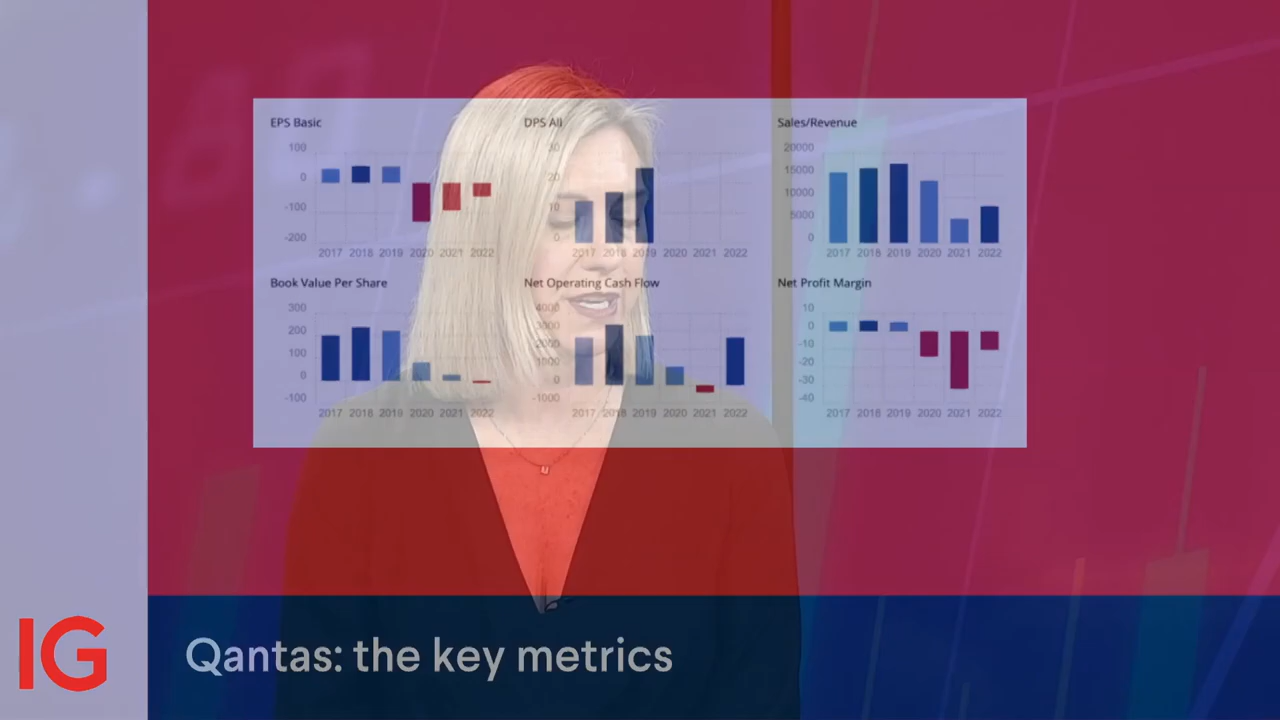 EPS Basic
100
0
-100
-200
2017 2018 2019 2020 2021 2022
DPS All
30
20
10
0
2017 2018 2019 2020 2021 2022
Sales/Revenue
20000
15000
10000
5000
0
2017 2018 2019 2020 2021 2022
Book Value Per Share
300
200
100
0
-100
2017 2018 2019 2020 2021 2022
Net Operating Cash Flow
4000
3000
2000
1000
0
-1000
2017 2018 2019 2020 2021 2022
Net Profit Margin
10
0
-10
-20
-30
-40
2017 2018 2019 2020 2021 2022
IG
Qantas: the key metrics